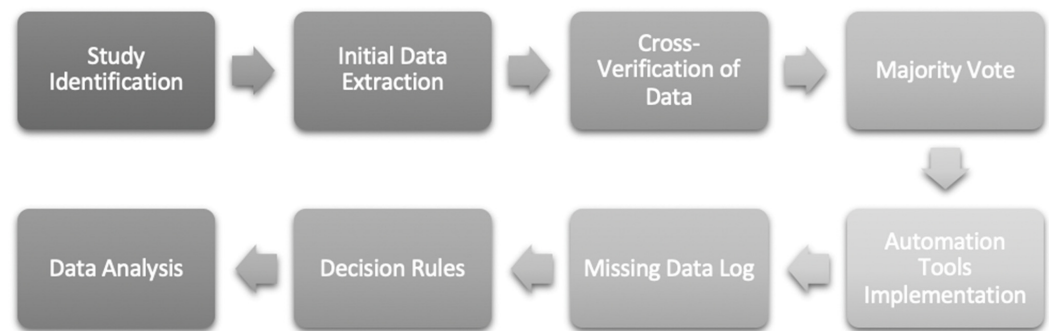 Study
Identification
Initial Data
Extraction
Cross-
Verification of
Data
Majority Vote
Automation
Tools
Implementation
Missing Data Log
Decision Rules
Data Analysis